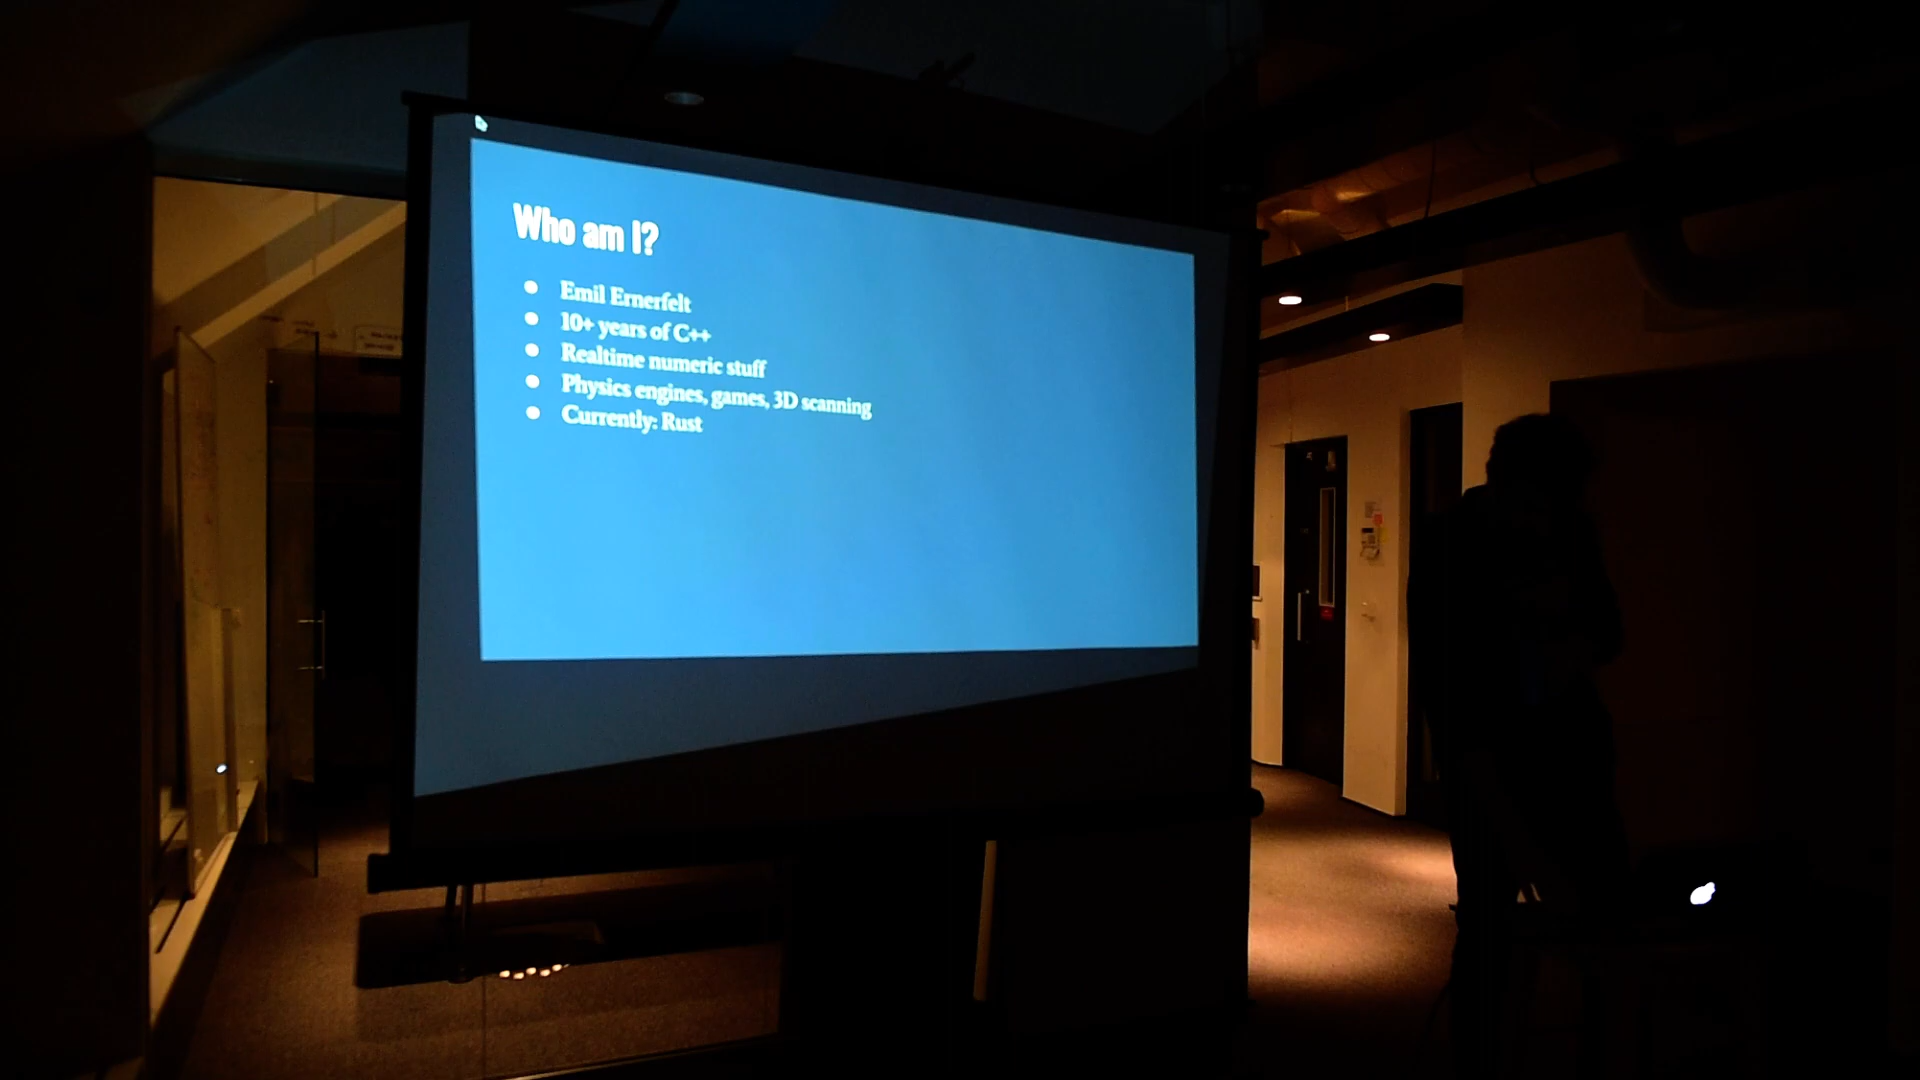 Who am I?
Emil Ernerfelt
10+ years of C++
Realtime numeric stuff
Physics engines, games, 3D scanning
Currently: Rust